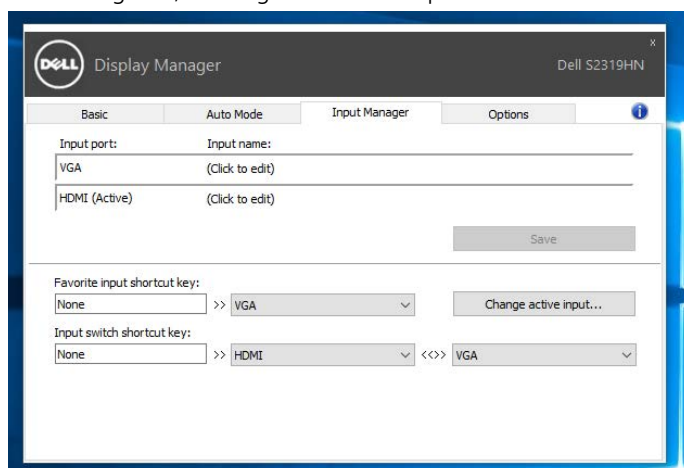 DELL Display Manager Dell S2319HN x
Basic Auto Mode Input Manager Options i
Input port: Input name:
VGA (Click to edit)
HDMI (Active) (Click to edit)
Save
Favorite input shortcut key:
None >> VGA Change active input...
Input switch shortcut key:
None >> HDMI <<>> VGA